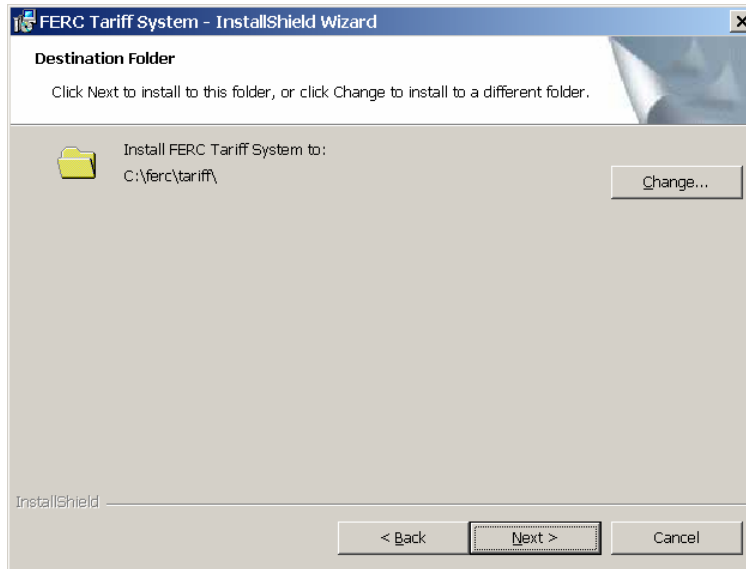 FERC Tariff System - InstallShield Wizard
Destination Folder
Click Next to install to this folder, or click Change to install to a different folder.
Install FERC Tariff System to:
C:\ferc\tariff\
Change...
InstallShield
< Back
Next >
Cancel